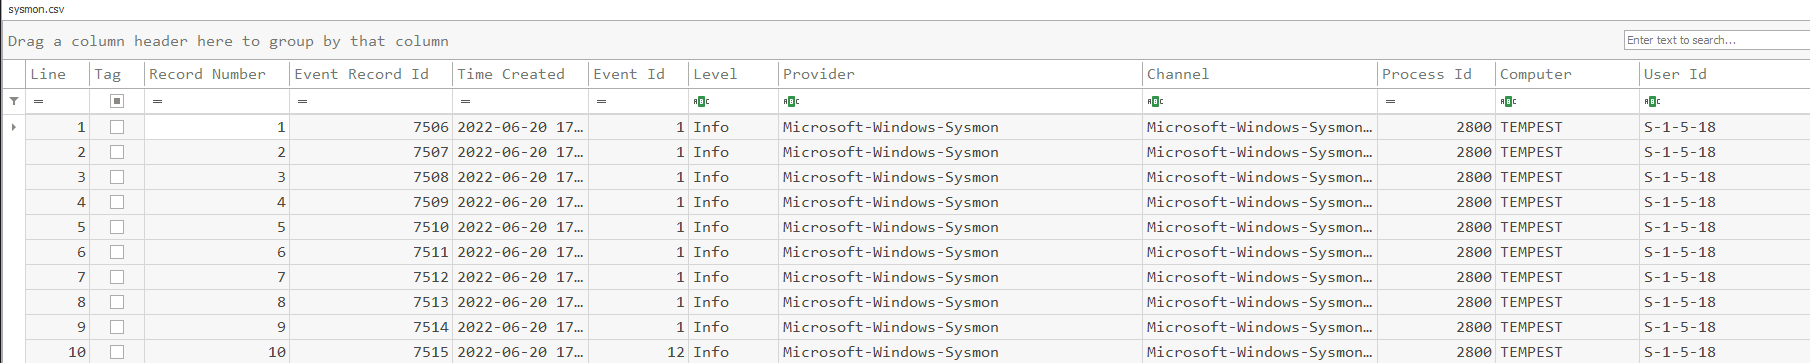 sysmon.csv
Drag a column header here to group by that column
Enter text to search...
Line Tag Record Number Event Record Id Time Created Event Id Level Provider Channel Process Id Computer User Id
= = = = = ABC ABC ABC = ABC ABC
1 1 7506 2022-06-20 17… 1 Info Microsoft-Windows-Sysmon Microsoft-Windows-Sysmon… 2800 TEMPEST S-1-5-18
2 2 7507 2022-06-20 17… 1 Info Microsoft-Windows-Sysmon Microsoft-Windows-Sysmon… 2800 TEMPEST S-1-5-18
3 3 7508 2022-06-20 17… 1 Info Microsoft-Windows-Sysmon Microsoft-Windows-Sysmon… 2800 TEMPEST S-1-5-18
4 4 7509 2022-06-20 17… 1 Info Microsoft-Windows-Sysmon Microsoft-Windows-Sysmon… 2800 TEMPEST S-1-5-18
5 5 7510 2022-06-20 17… 1 Info Microsoft-Windows-Sysmon Microsoft-Windows-Sysmon… 2800 TEMPEST S-1-5-18
6 6 7511 2022-06-20 17… 1 Info Microsoft-Windows-Sysmon Microsoft-Windows-Sysmon… 2800 TEMPEST S-1-5-18
7 7 7512 2022-06-20 17… 1 Info Microsoft-Windows-Sysmon Microsoft-Windows-Sysmon… 2800 TEMPEST S-1-5-18
8 8 7513 2022-06-20 17… 1 Info Microsoft-Windows-Sysmon Microsoft-Windows-Sysmon… 2800 TEMPEST S-1-5-18
9 9 7514 2022-06-20 17… 1 Info Microsoft-Windows-Sysmon Microsoft-Windows-Sysmon… 2800 TEMPEST S-1-5-18
10 10 7515 2022-06-20 17… 12 Info Microsoft-Windows-Sysmon Microsoft-Windows-Sysmon… 2800 TEMPEST S-1-5-18